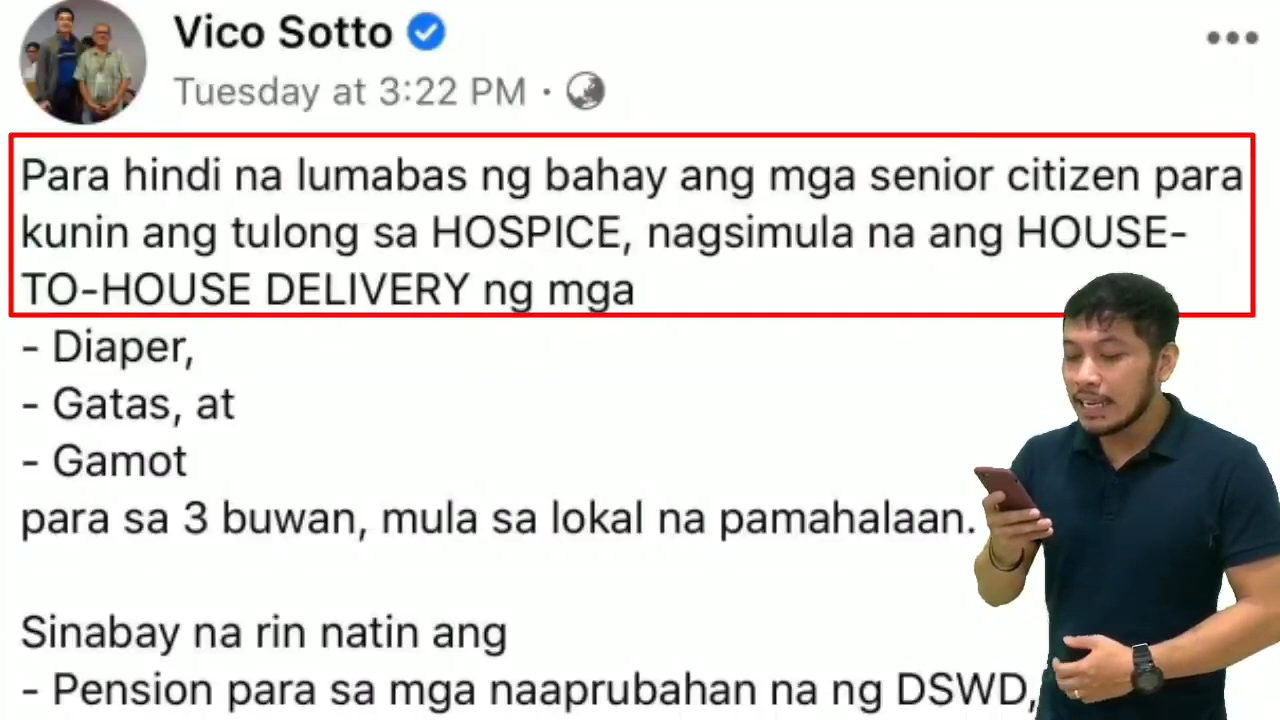 Vico Sotto
Tuesday at 3:22 PM ·
Para hindi na lumabas ng bahay ang mga senior citizen para
kunin ang tulong sa HOSPICE, nagsimula na ang HOUSE-
TO-HOUSE DELIVERY ng mga
- Diaper,
- Gatas, at
- Gamot
para sa 3 buwan, mula sa lokal na pamahalaan.
Sinabay na rin natin ang
- Pension para sa mga naaprubahan na ng DSWD,